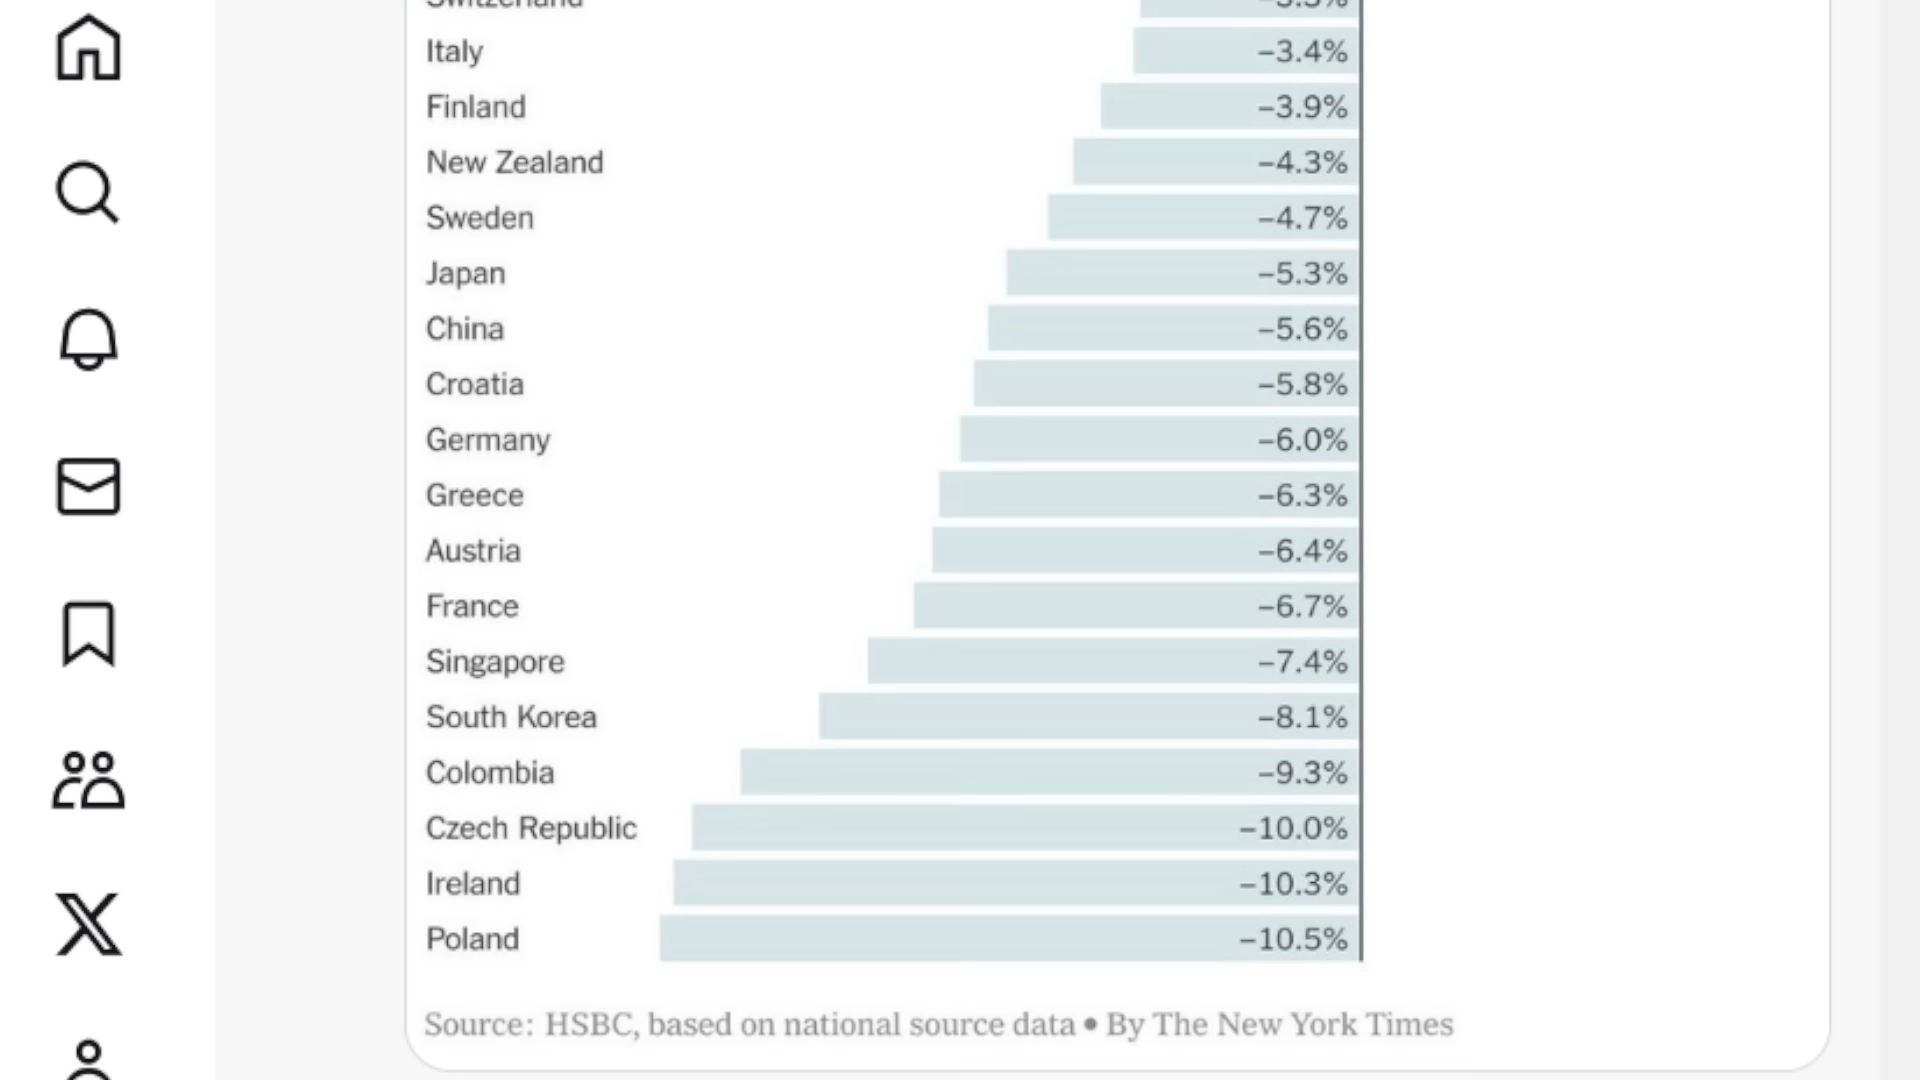 Switzerland –3.3%
Italy –3.4%
Finland –3.9%
New Zealand –4.3%
Sweden –4.7%
Japan –5.3%
China –5.6%
Croatia –5.8%
Germany –6.0%
Greece –6.3%
Austria –6.4%
France –6.7%
Singapore –7.4%
South Korea –8.1%
Colombia –9.3%
Czech Republic –10.0%
Ireland –10.3%
Poland –10.5%
Source: HSBC, based on national source data • By The New York Times